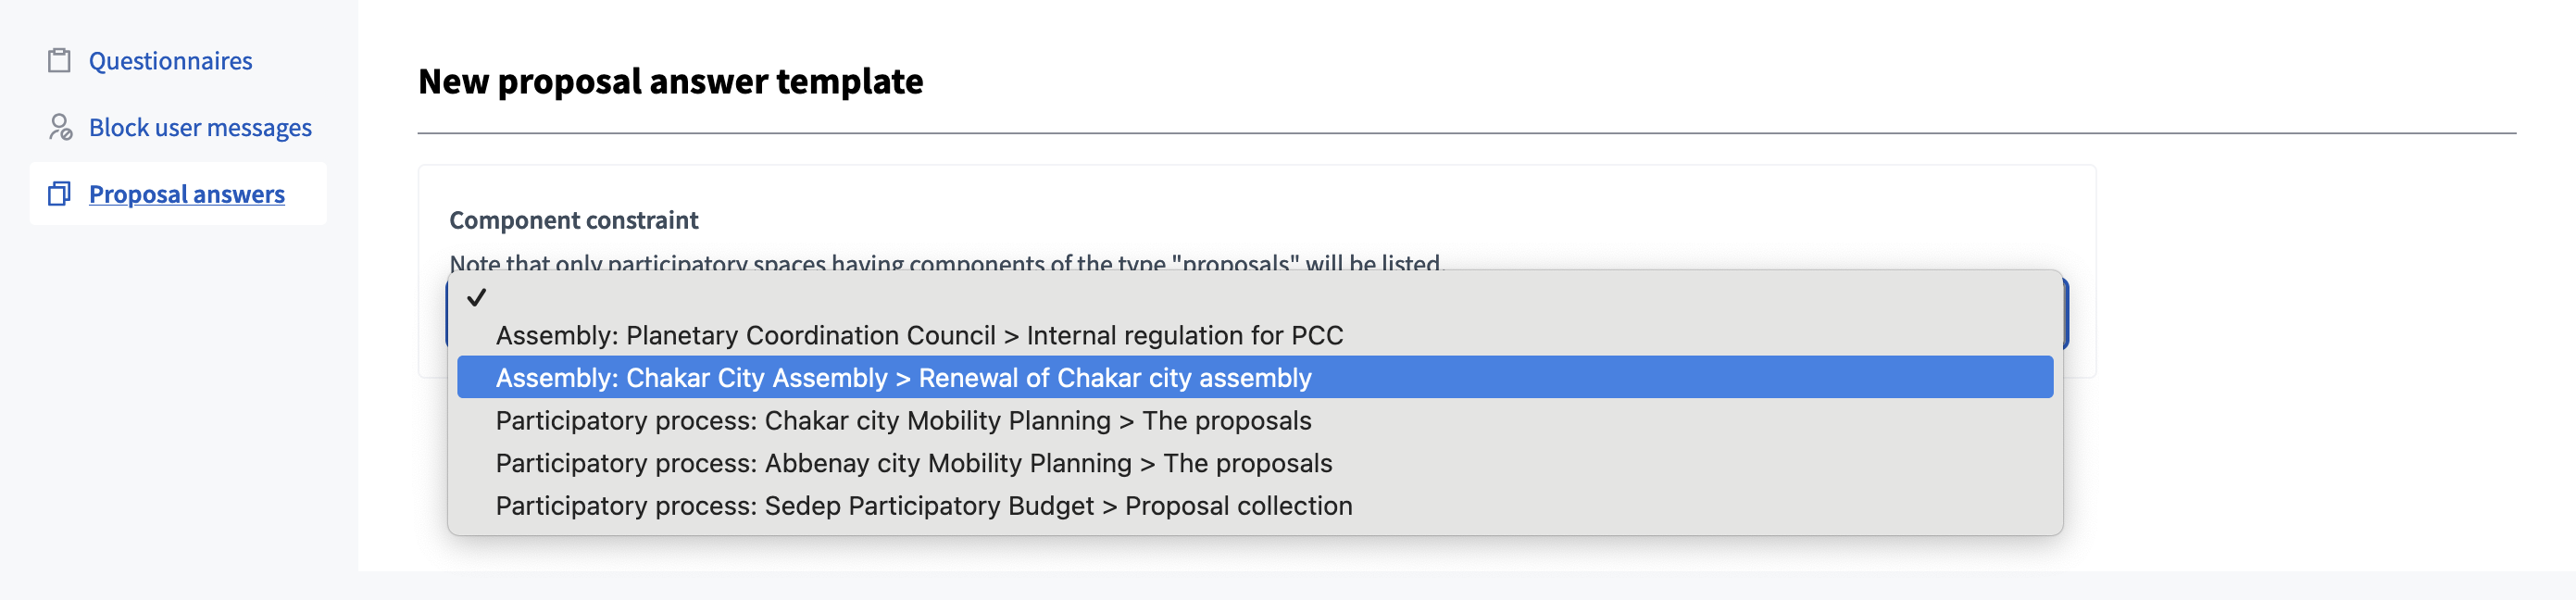 Questionnaires
Block user messages
Proposal answers
New proposal answer template
Component constraint
Note that only participatory spaces having components of the type "proposals" will be listed.
Assembly: Planetary Coordination Council > Internal regulation for PCC
Assembly: Chakar City Assembly > Renewal of Chakar city assembly
Participatory process: Chakar city Mobility Planning > The proposals
Participatory process: Abbenay city Mobility Planning > The proposals
Participatory process: Sedep Participatory Budget > Proposal collection